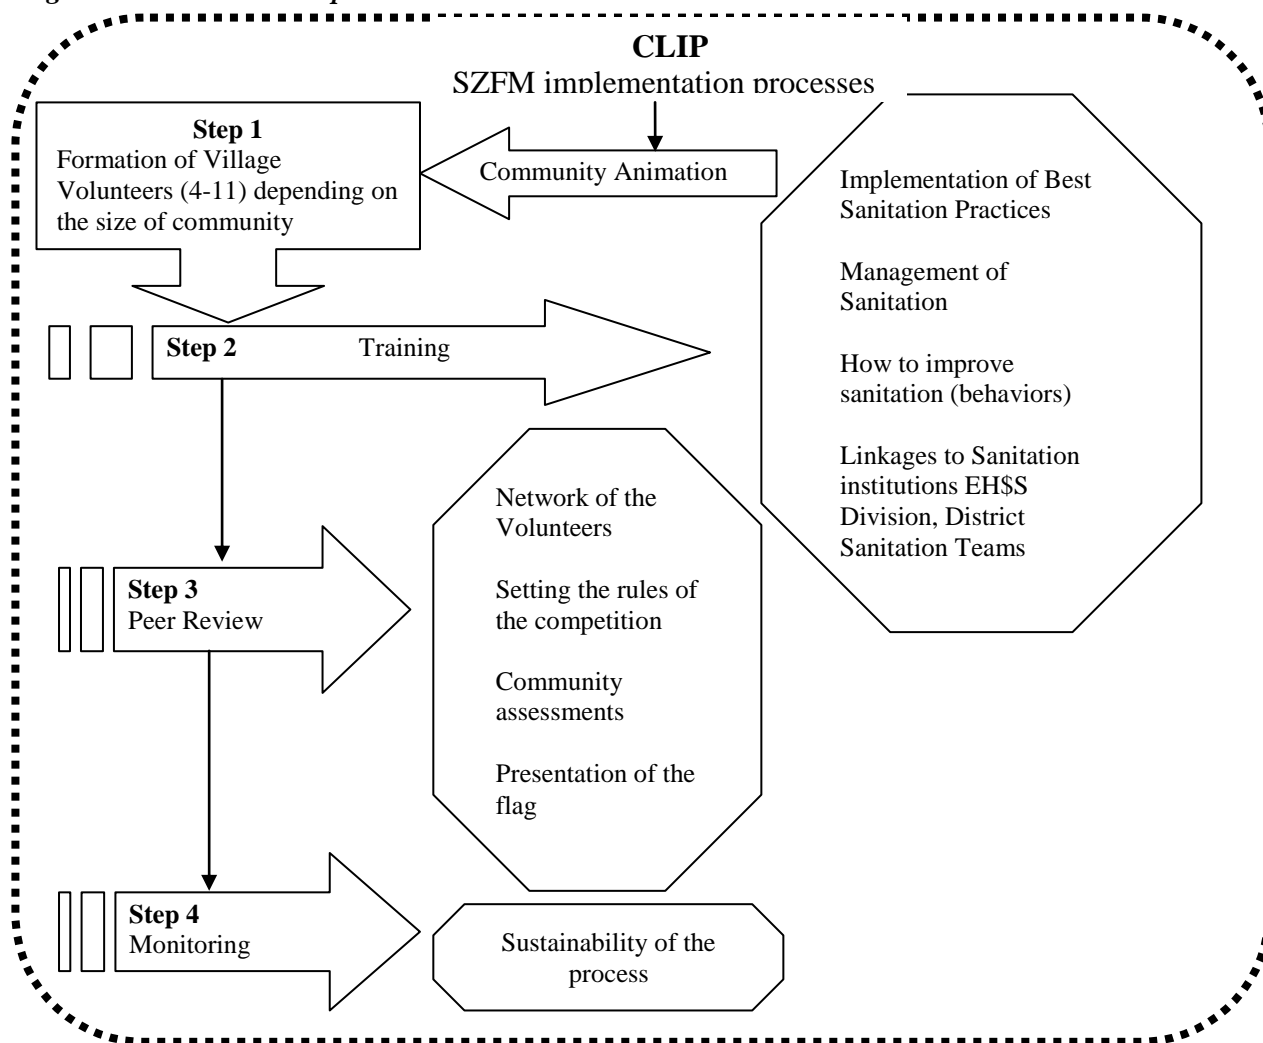 CLIP
SZFM implementation processes
Step 1
Formation of Village
Volunteers (4-11) depending on
the size of community
Community Animation
Implementation of Best
Sanitation Practices
Management of
Sanitation
How to improve
sanitation (behaviors)
Linkages to Sanitation
institutions EH$S
Division, District
Sanitation Teams
Step 2 Training
Network of the
Volunteers
Setting the rules of
the competition
Community
assessments
Presentation of the
flag
Step 3
Peer Review
Step 4
Monitoring
Sustainability of the
process